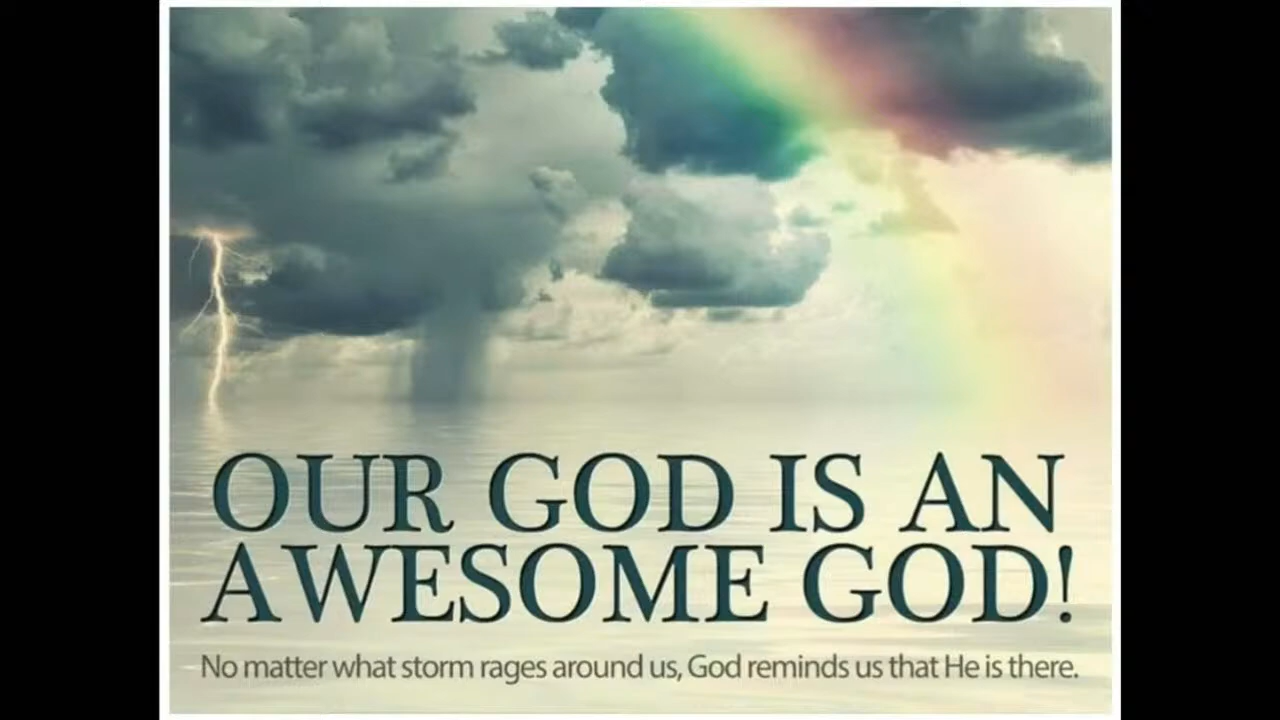 OUR GOD IS AN
AWESOME GOD!
No matter what storm rages around us, God reminds us that He is there.